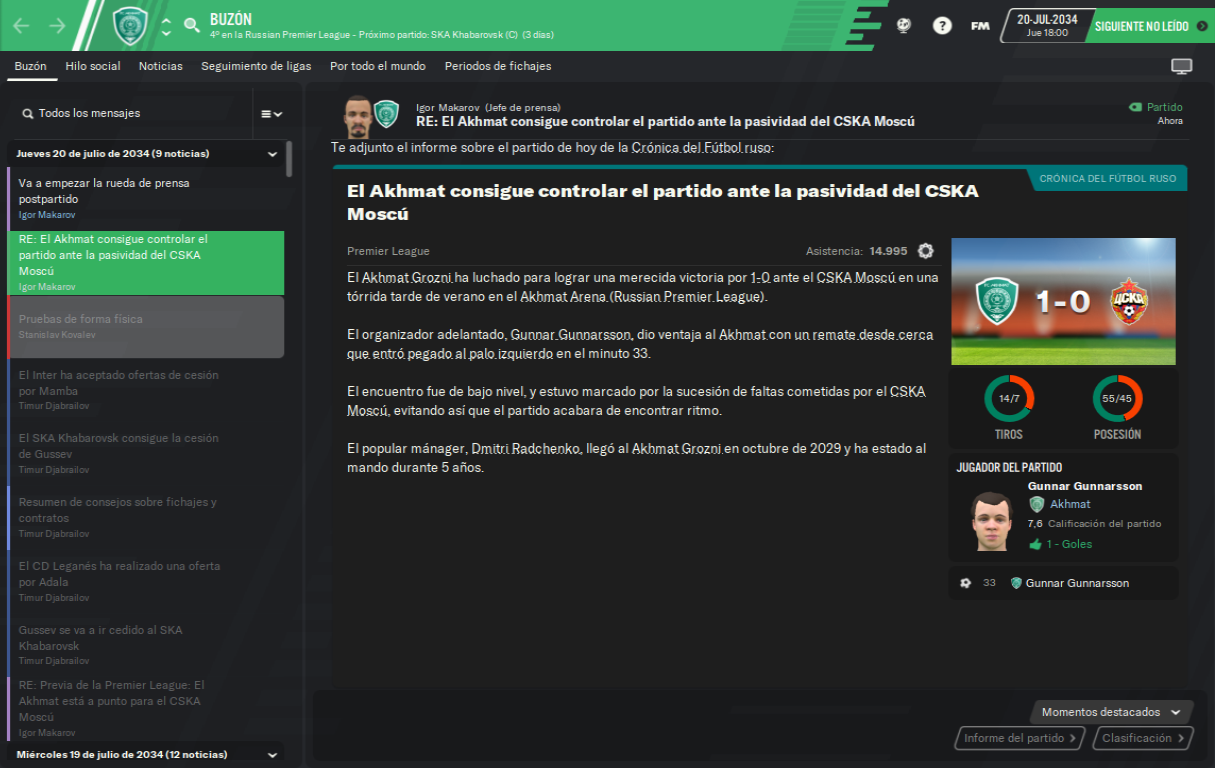 BUZÓN
4º en la Russian Premier League - Próximo partido: SKA Khabarovsk (C) (3 días)
?
FM
20-JUL-2034
Jue 18:00
SIGUIENTE NO LEÍDO
Buzón Hilo social Noticias Seguimiento de ligas Por todo el mundo Periodos de fichajes
Todos los mensajes
Jueves 20 de julio de 2034 (9 noticias)
Va a empezar la rueda de prensa
postpartido
Igor Makarov
RE: El Akhmat consigue controlar el
partido ante la pasividad del CSKA
Moscú
Igor Makarov
Pruebas de forma física
Stanislav Kovalev
El Inter ha aceptado ofertas de cesión
por Mamba
Timur Djabrailov
El SKA Khabarovsk consigue la cesión
de Gussev
Timur Djabrailov
Resumen de consejos sobre fichajes y
contratos
Timur Djabrailov
El CD Leganés ha realizado una oferta
por Adala
Timur Djabrailov
Gussev se va a ir cedido al SKA
Khabarovsk
Timur Djabrailov
RE: Previa de la Premier League: El
Akhmat está a punto para el CSKA
Moscú
Igor Makarov
Miércoles 19 de julio de 2034 (12 noticias)
Igor Makarov (Jefe de prensa)
RE: El Akhmat consigue controlar el partido ante la pasividad del CSKA Moscú
Partido
Ahora
Te adjunto el informe sobre el partido de hoy de la Crónica del Fútbol ruso:
CRÓNICA DEL FÚTBOL RUSO
El Akhmat consigue controlar el partido ante la pasividad del CSKA
Moscú
Premier League
Asistencia: 14.995
El Akhmat Grozni ha luchado para lograr una merecida victoria por 1-0 ante el CSKA Moscú en una
tórrida tarde de verano en el Akhmat Arena (Russian Premier League).
El organizador adelantado, Gunnar Gunnarsson, dio ventaja al Akhmat con un remate desde cerca
que entró pegado al palo izquierdo en el minuto 33.
El encuentro fue de bajo nivel, y estuvo marcado por la sucesión de faltas cometidas por el CSKA
Moscú, evitando así que el partido acabara de encontrar ritmo.
El popular mánager, Dmitri Radchenko, llegó al Akhmat Grozni en octubre de 2029 y ha estado al
mando durante 5 años.
1-0
ЦСКА
14/7
55/45
TIROS
POSESIÓN
JUGADOR DEL PARTIDO
Gunnar Gunnarsson
Akhmat
7,6 Calificación del partido
1 - Goles
33 Gunnar Gunnarsson
Momentos destacados
Informe del partido
Clasificación